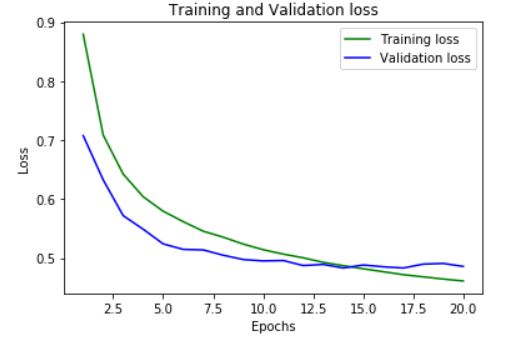 Training and Validation loss
Training loss
Validation loss
0.9
0.8
0.7
0.6
0.5
Loss
2.5 5.0 7.5 10.0 12.5 15.0 17.5 20.0
Epochs